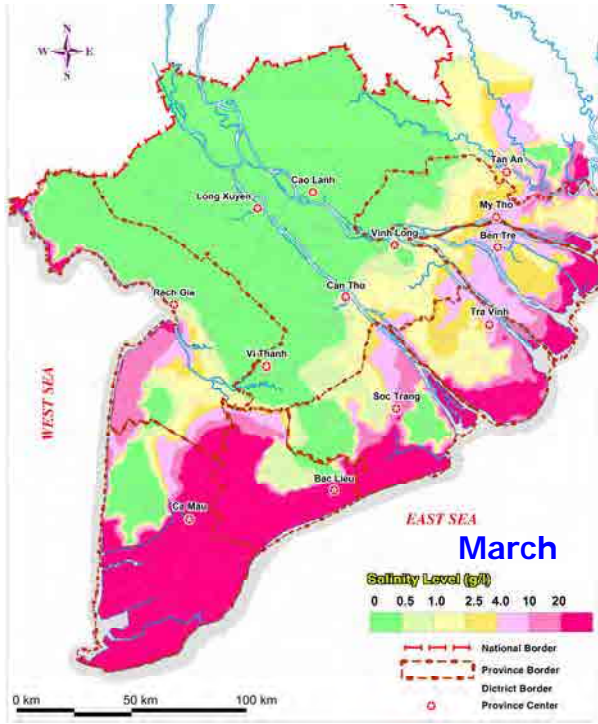 N
W E
S
Tan An
Cao Lanh
Long Xuyen
My Tho
Ben Tre
Vinh Long
Can Tho
Rach Gia
Tra Vinh
Vi Thanh
Soc Trang
WEST SEA
Bac Lieu
Ca Mau
EAST SEA
March
Salinity Level (g/l)
0 0.5 1.0 2.5 4.0 10 20
National Border
Province Border
Dictrict Border
Province Center
0 km 50 km 100 km